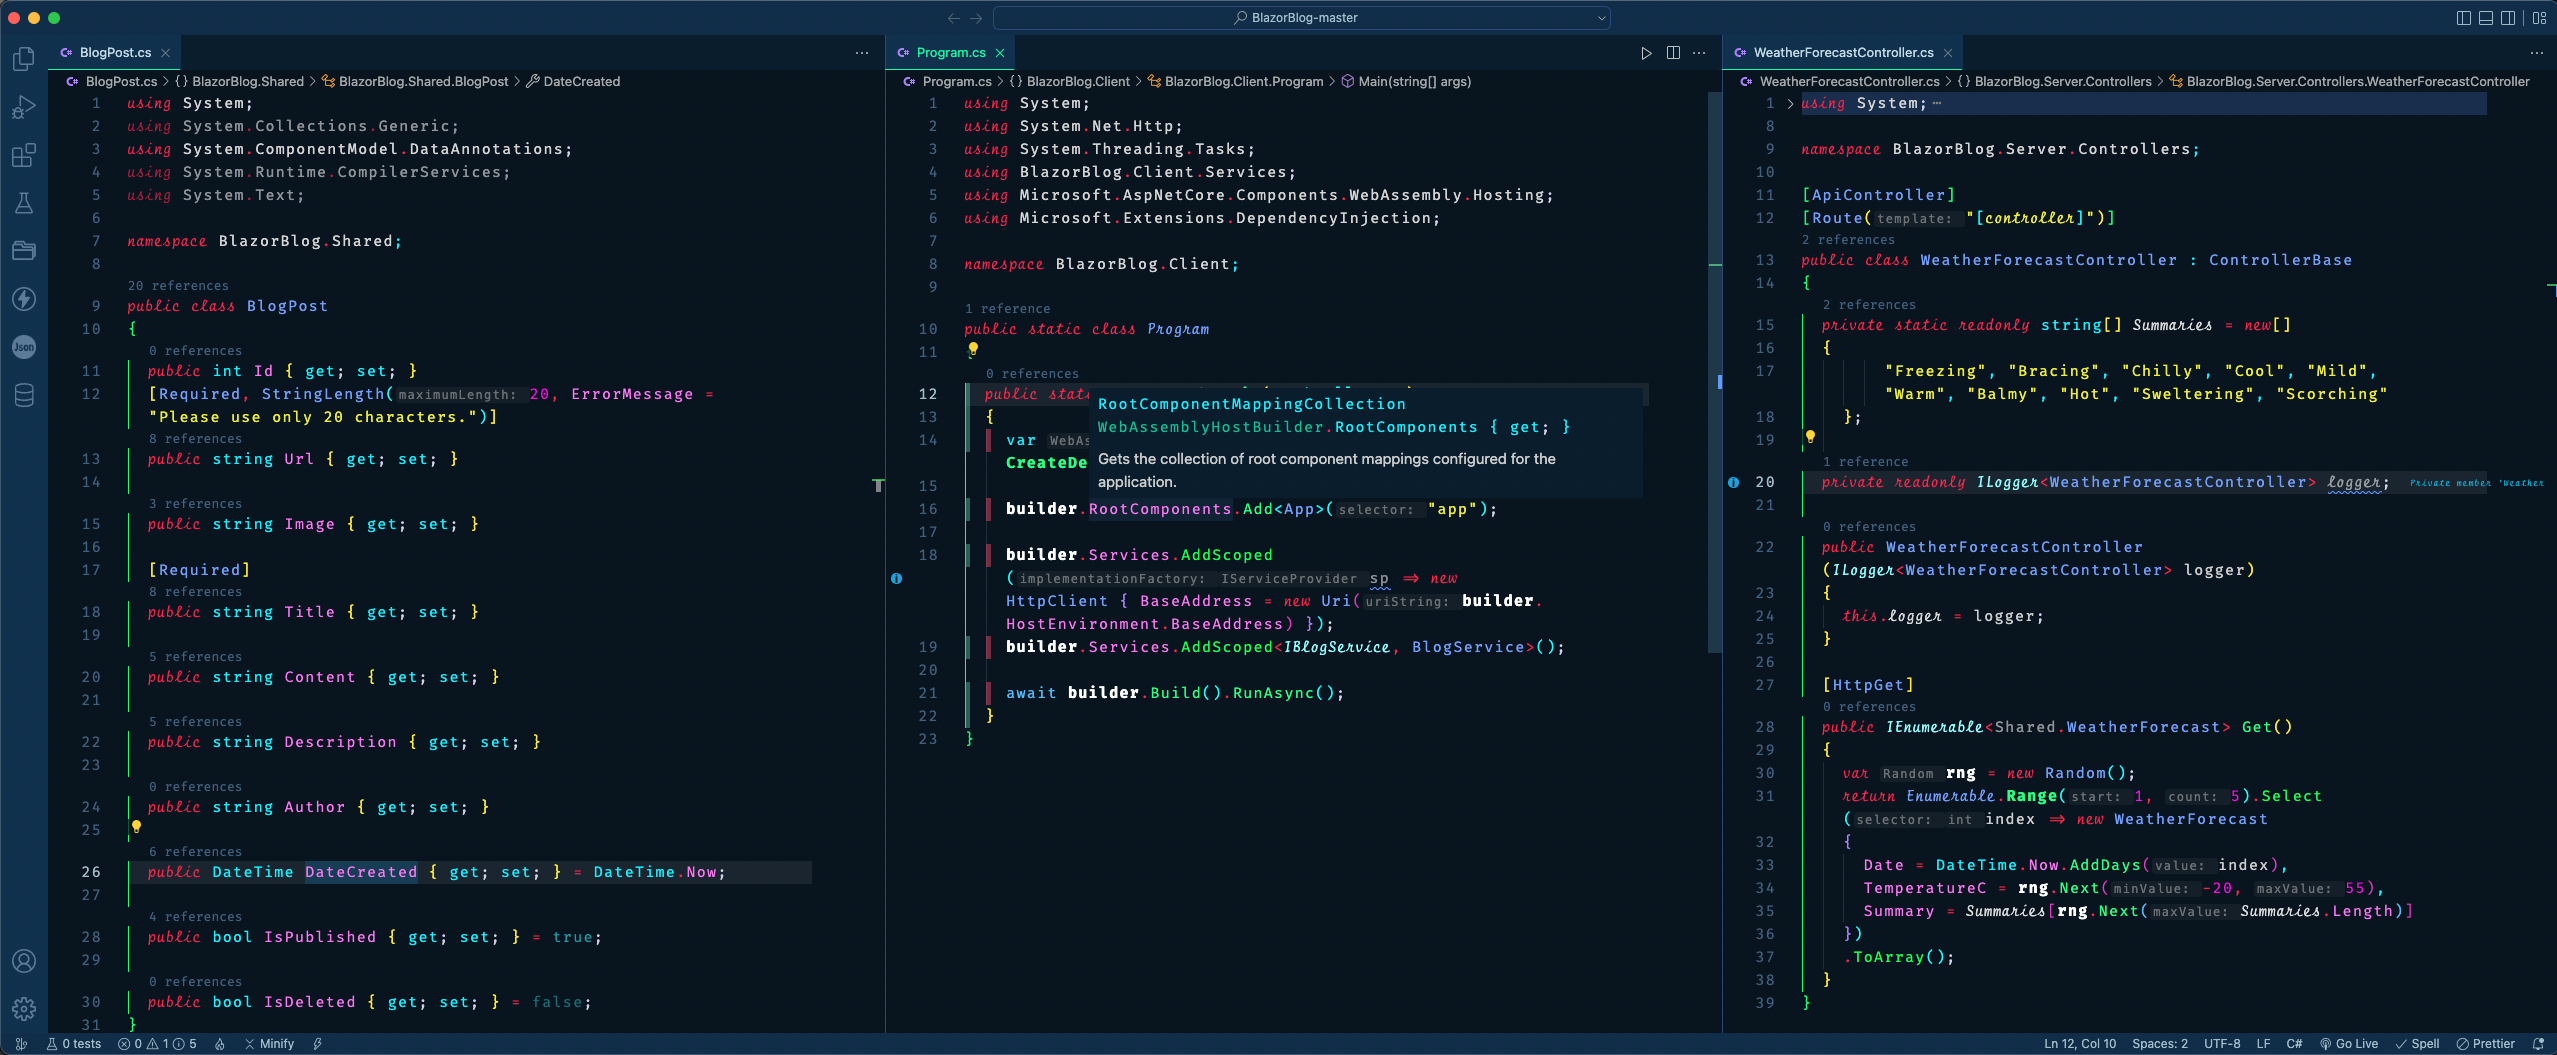 BlazorBlog-master
BlogPost.cs
BlogPost.cs > {} BlazorBlog.Shared > BlazorBlog.Shared.BlogPost > DateCreated
1 using System;
2 using System.Collections.Generic;
3 using System.ComponentModel.DataAnnotations;
4 using System.Runtime.CompilerServices;
5 using System.Text;
6
7 namespace BlazorBlog.Shared;
8
20 references
9 public class BlogPost
10 {
0 references
11 public int Id { get; set; }
12 [Required, StringLength(maximumLength: 20, ErrorMessage =
"Please use only 20 characters.")]
8 references
13 public string Url { get; set; }
14
3 references
15 public string Image { get; set; }
16
17 [Required]
8 references
18 public string Title { get; set; }
19
5 references
20 public string Content { get; set; }
21
5 references
22 public string Description { get; set; }
23
0 references
24 public string Author { get; set; }
25
6 references
26 public DateTime DateCreated { get; set; } = DateTime.Now;
27
4 references
28 public bool IsPublished { get; set; } = true;
29
0 references
30 public bool IsDeleted { get; set; } = false;
31 }
Program.cs
Program.cs > {} BlazorBlog.Client > BlazorBlog.Client.Program > Main(string[] args)
1 using System;
2 using System.Net.Http;
3 using System.Threading.Tasks;
4 using BlazorBlog.Client.Services;
5 using Microsoft.AspNetCore.Components.WebAssembly.Hosting;
6 using Microsoft.Extensions.DependencyInjection;
7
8 namespace BlazorBlog.Client;
9
1 reference
10 public static class Program
11
0 references
12 public stat
RootComponentMappingCollection
13 {
WebAssemblyHostBuilder.RootComponents { get; }
14 var WebAs
CreateDe
Gets the collection of root component mappings configured for the
application.
15
16 builder.RootComponents.Add<App>(selector: "app");
17
18 builder.Services.AddScoped
(implementationFactory: IServiceProvider sp => new
HttpClient { BaseAddress = new Uri(uriString: builder.
HostEnvironment.BaseAddress) });
19 builder.Services.AddScoped<IBlogService, BlogService>();
20
21 await builder.Build().RunAsync();
22 }
23 }
WeatherForecastController.cs
WeatherForecastController.cs > {} BlazorBlog.Server.Controllers > BlazorBlog.Server.Controllers.WeatherForecastController
1 > using System; ⋯
8
9 namespace BlazorBlog.Server.Controllers;
10
11 [ApiController]
12 [Route(template: "[controller]")]
2 references
13 public class WeatherForecastController : ControllerBase
14 {
2 references
15 private static readonly string[] Summaries = new[]
16 {
17 "Freezing", "Bracing", "Chilly", "Cool", "Mild",
"Warm", "Balmy", "Hot", "Sweltering", "Scorching"
18 };
19
1 reference
20 private readonly ILogger<WeatherForecastController> logger; Private member 'Weather
21
0 references
22 public WeatherForecastController
(ILogger<WeatherForecastController> logger)
23 {
24 this.logger = logger;
25 }
26
27 [HttpGet]
0 references
28 public IEnumerable<Shared.WeatherForecast> Get()
29 {
30 var Random rng = new Random();
31 return Enumerable.Range(start: 1, count: 5).Select
(selector: int index => new WeatherForecast
32 {
33 Date = DateTime.Now.AddDays(value: index),
34 TemperatureC = rng.Next(minValue: -20, maxValue: 55),
35 Summary = Summaries[rng.Next(maxValue: Summaries.Length)]
36 })
37 .ToArray();
38 }
39 }
Json
0 tests 0 1 5 Minify
Ln 12, Col 10 Spaces: 2 UTF-8 LF C# Go Live Spell Prettier